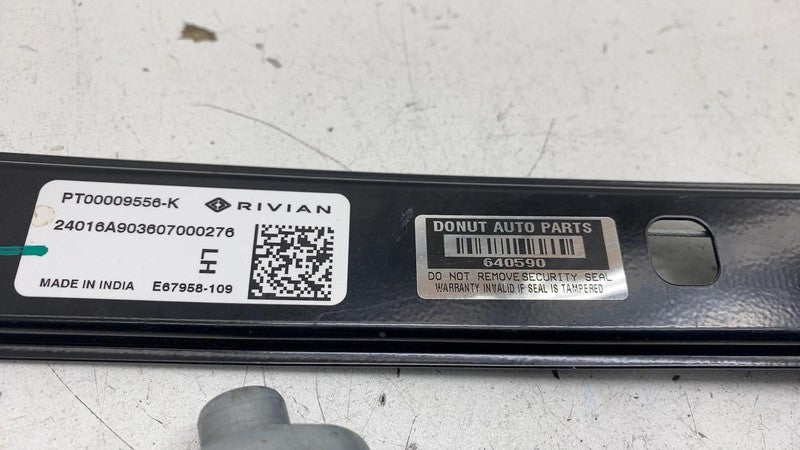 PT00009556-K RIVIAN
24016A903607000276
LH
MADE IN INDIA E67958-109
DONUT AUTO PARTS
640590
DO NOT REMOVE SECURITY SEAL
WARRANTY INVALID IF SEAL IS TAMPERED